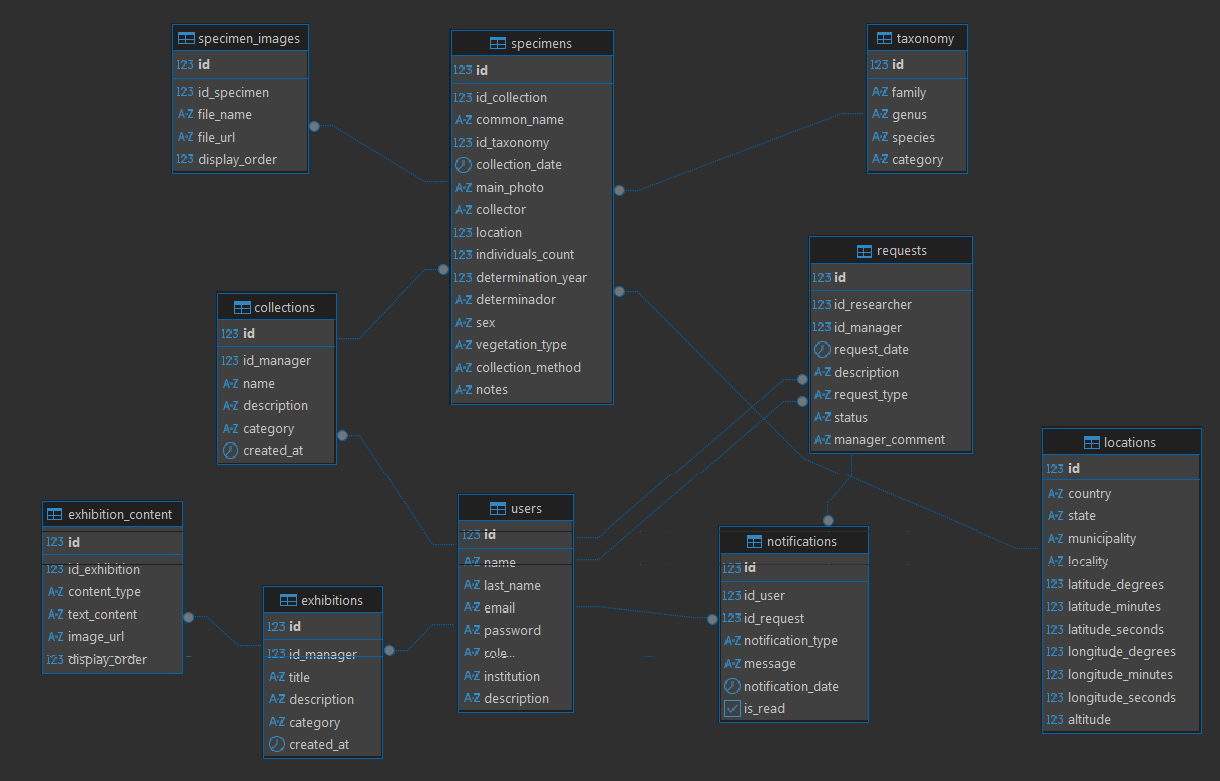 specimen_images
123 id
123 id_specimen
A-Z file_name
A-Z file_url
123 display_order
specimens
123 id
123 id_collection
A-Z common_name
123 id_taxonomy
collection_date
A-Z main_photo
A-Z collector
123 location
123 individuals_count
123 determination_year
A-Z determinador
A-Z sex
A-Z vegetation_type
A-Z collection_method
A-Z notes
taxonomy
123 id
A-Z family
A-Z genus
A-Z species
A-Z category
requests
123 id
123 id_researcher
123 id_manager
request_date
A-Z description
A-Z request_type
A-Z status
A-Z manager_comment
collections
123 id
123 id_manager
A-Z name
A-Z description
A-Z category
created_at
locations
123 id
A-Z country
A-Z state
A-Z municipality
A-Z locality
123 latitude_degrees
123 latitude_minutes
123 latitude_seconds
123 longitude_degrees
123 longitude_minutes
123 longitude_seconds
123 altitude
exhibition_content
123 id
123 id_exhibition
A-Z content_type
A-Z text_content
A-Z image_url
123 display_order
users
123 id
A-Z name
A-Z last_name
A-Z email
A-Z password
A-Z role
A-Z institution
A-Z description
notifications
123 id
123 id_user
123 id_request
A-Z notification_type
A-Z message
notification_date
is_read
exhibitions
123 id
123 id_manager
A-Z title
A-Z description
A-Z category
created_at